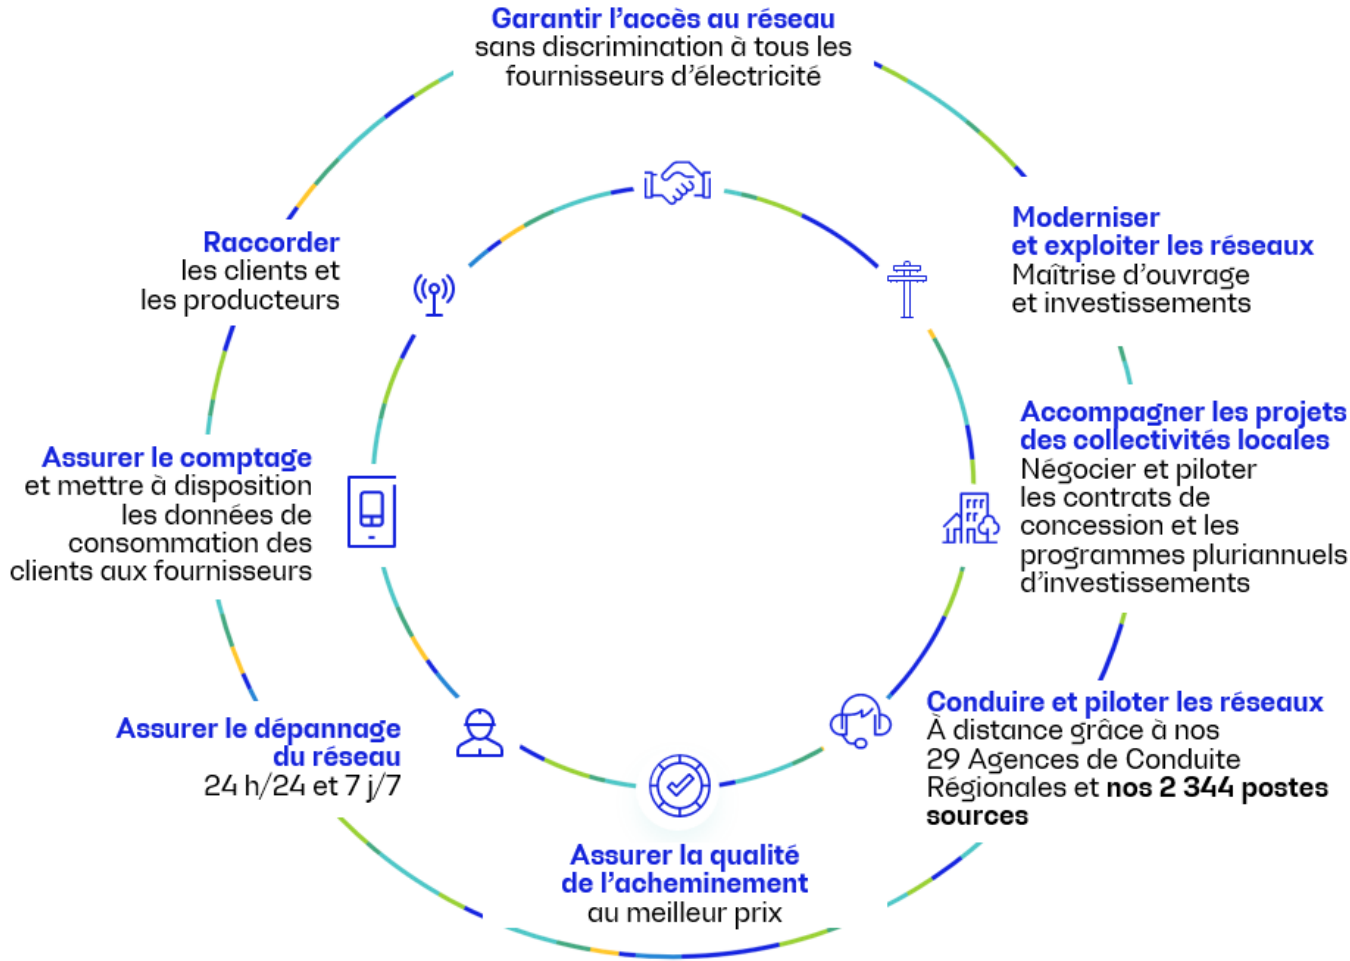 Garantir l’accès au réseau
sans discrimination à tous les
fournisseurs d’électricité
Moderniser
et exploiter les réseaux
Maîtrise d’ouvrage
et investissements
Accompagner les projets
des collectivités locales
Négocier et piloter
les contrats de
concession et les
programmes pluriannuels
d’investissements
Conduire et piloter les réseaux
À distance grâce à nos
29 Agences de Conduite
Régionales et nos 2 344 postes
sources
Assurer la qualité
de l’acheminement
au meilleur prix
Assurer le dépannage
du réseau
24 h/24 et 7 j/7
Assurer le comptage
et mettre à disposition
les données de
consommation des
clients aux fournisseurs
Raccorder
les clients et
les producteurs